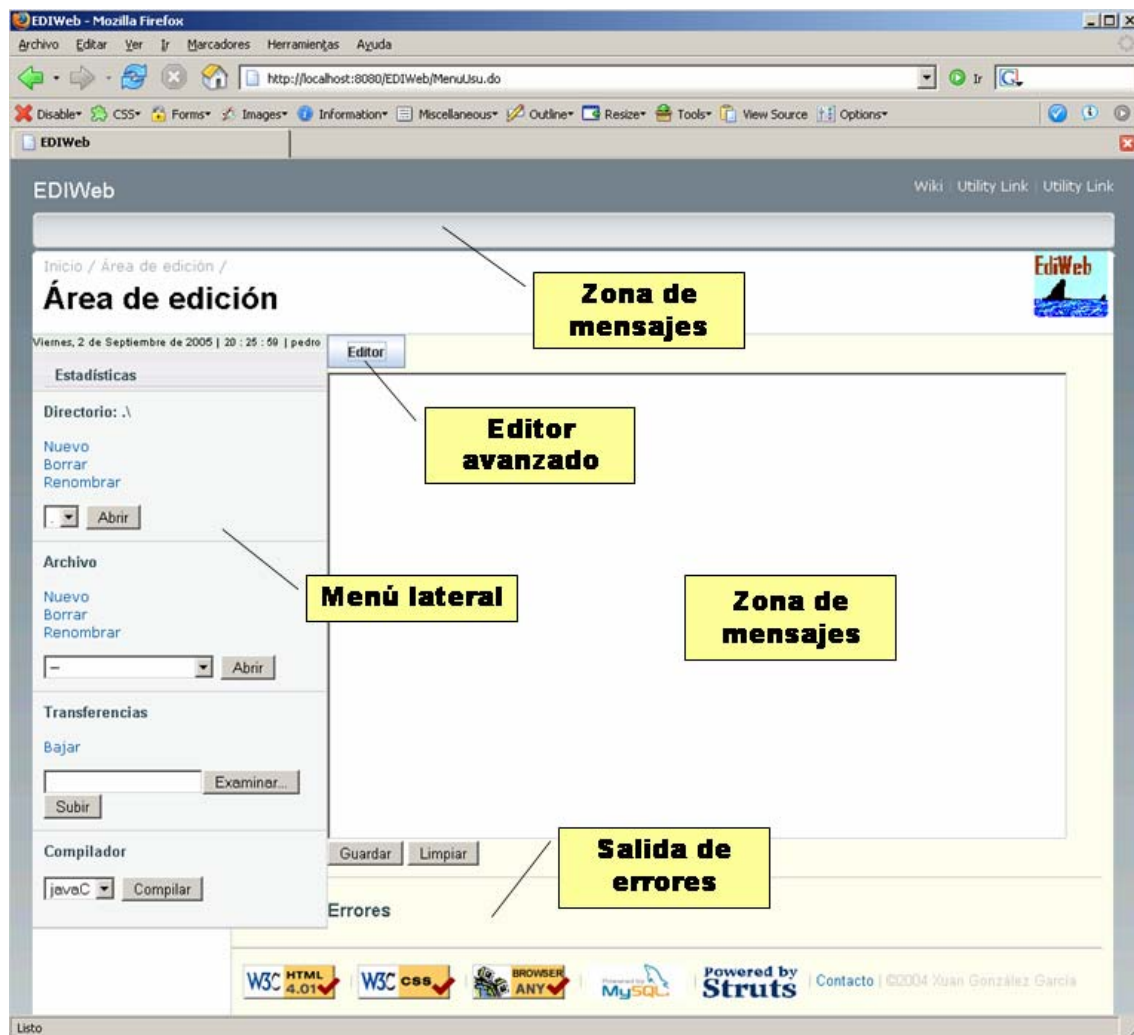 EDIWeb - Mozilla Firefox
Archivo Editar Ver Ir Marcadores Herramientas Ayuda
http://localhost:8080/EDIWeb/MenuUsu.do Ir G
Disable CSS Forms Images Information Miscellaneous Outline Resize Tools View Source Options
EDIWeb
EDIWeb
Wiki | Utility Link | Utility Link
Inicio / Área de edición /
Área de edición
EdiWeb
Zona de
mensajes
Viernes, 2 de Septiembre de 2005 | 20 : 25 : 59 | pedro
Editor
Estadísticas
Editor
avanzado
Directorio: .\
Nuevo
Borrar
Renombrar
. Abrir
Archivo
Menú lateral
Zona de
mensajes
Nuevo
Borrar
Renombrar
-- Abrir
Transferencias
Bajar
Examinar...
Subir
Compilador
javaC Compilar
Guardar Limpiar
Salida de
errores
Errores
W3C HTML 4.01 | W3C css | BROWSER ANY | Powered by MySQL | Powered by Struts | Contacto | ©2004 Xuan González García
Listo